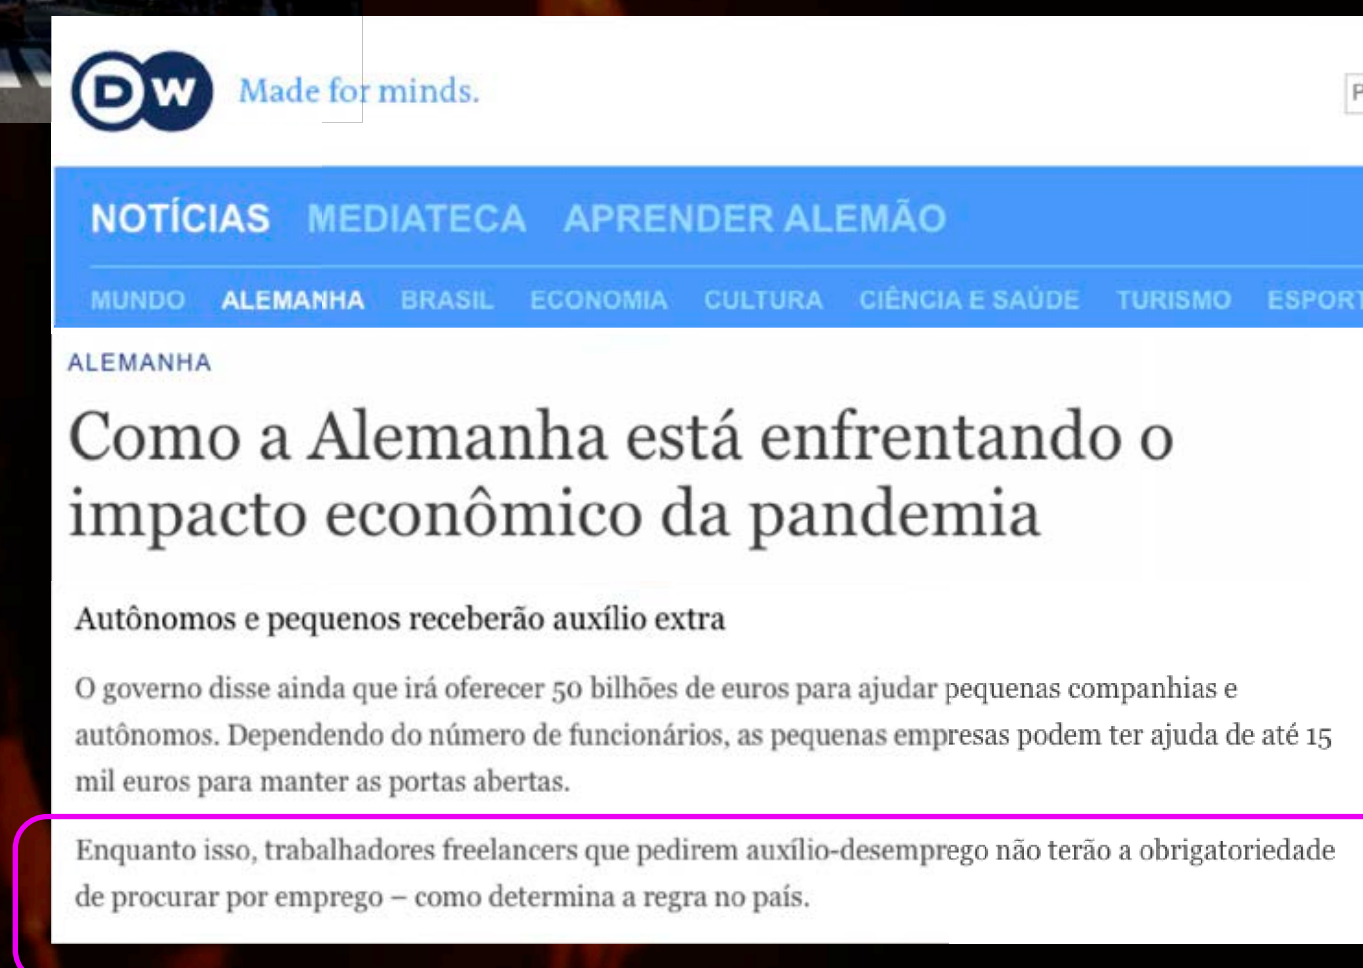 DW Made for minds.
P
NOTÍCIAS MEDIATECA APRENDER ALEMÃO
MUNDO ALEMANHA BRASIL ECONOMIA CULTURA CIÊNCIA E SAÚDE TURISMO ESPORT
ALEMANHA
Como a Alemanha está enfrentando o
impacto econômico da pandemia
Autônomos e pequenos receberão auxílio extra
O governo disse ainda que irá oferecer 50 bilhões de euros para ajudar pequenas companhias e
autônomos. Dependendo do número de funcionários, as pequenas empresas podem ter ajuda de até 15
mil euros para manter as portas abertas.
Enquanto isso, trabalhadores freelancers que pedirem auxílio-desemprego não terão a obrigatoriedade
de procurar por emprego – como determina a regra no país.